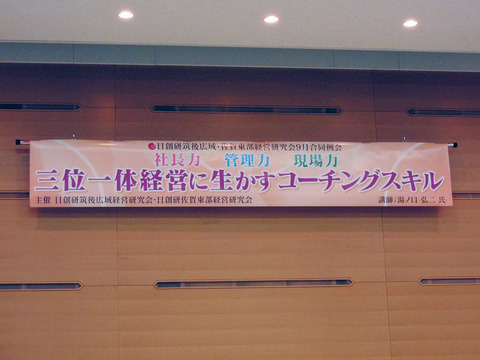 日創研筑後広域・佐賀東部経営研究会9月合同例会
社長力 管理力 現場力
三位一体経営に生かすコーチングスキル
主催 日創研筑後広域経営研究会・日創研佐賀東部経営研究会 講師:湯ノ口 弘二 氏